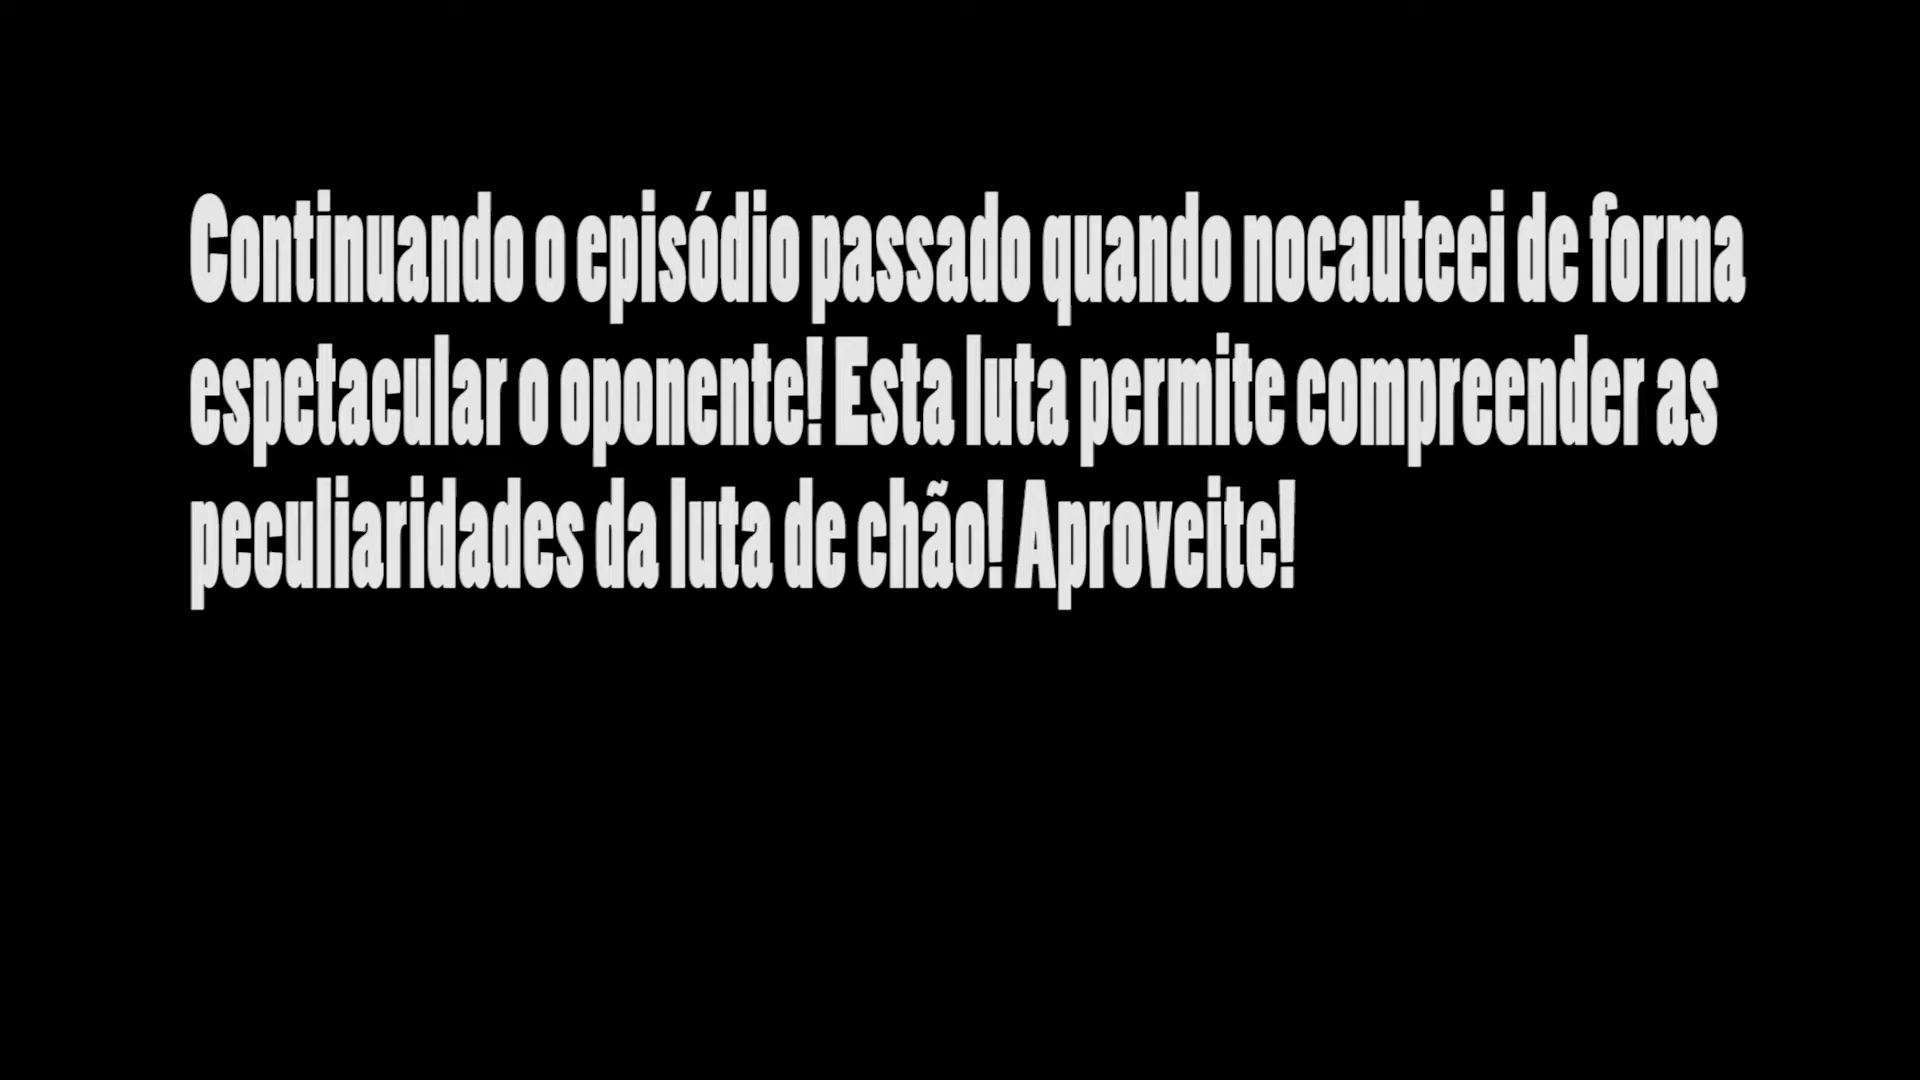 Continuando o episódio passado quando nocauteei de forma
espetacular o oponente! Esta luta permite compreender as
peculiaridades da luta de chão! Aproveite!